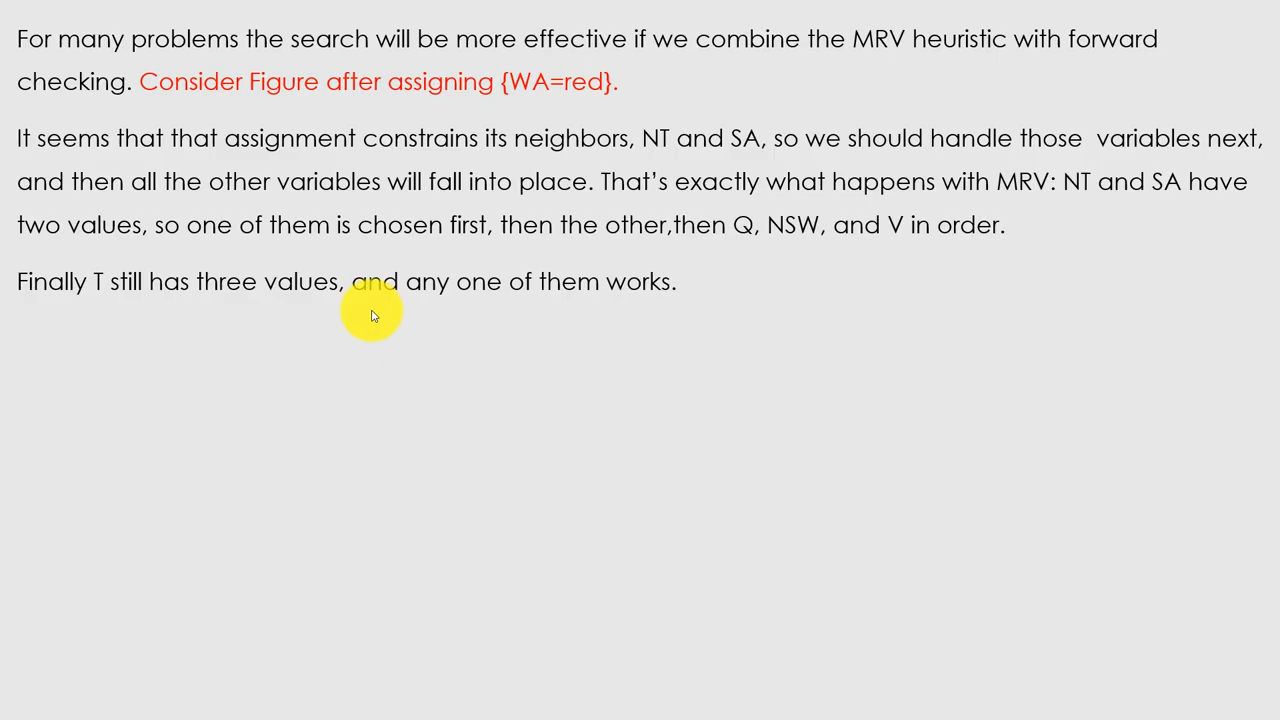 For many problems the search will be more effective if we combine the MRV heuristic with forward
checking. Consider Figure after assigning {WA=red}.
It seems that that assignment constrains its neighbors, NT and SA, so we should handle those  variables next,
and then all the other variables will fall into place. That’s exactly what happens with MRV: NT and SA have
two values, so one of them is chosen first, then the other,then Q, NSW, and V in order.
Finally T still has three values, and any one of them works.